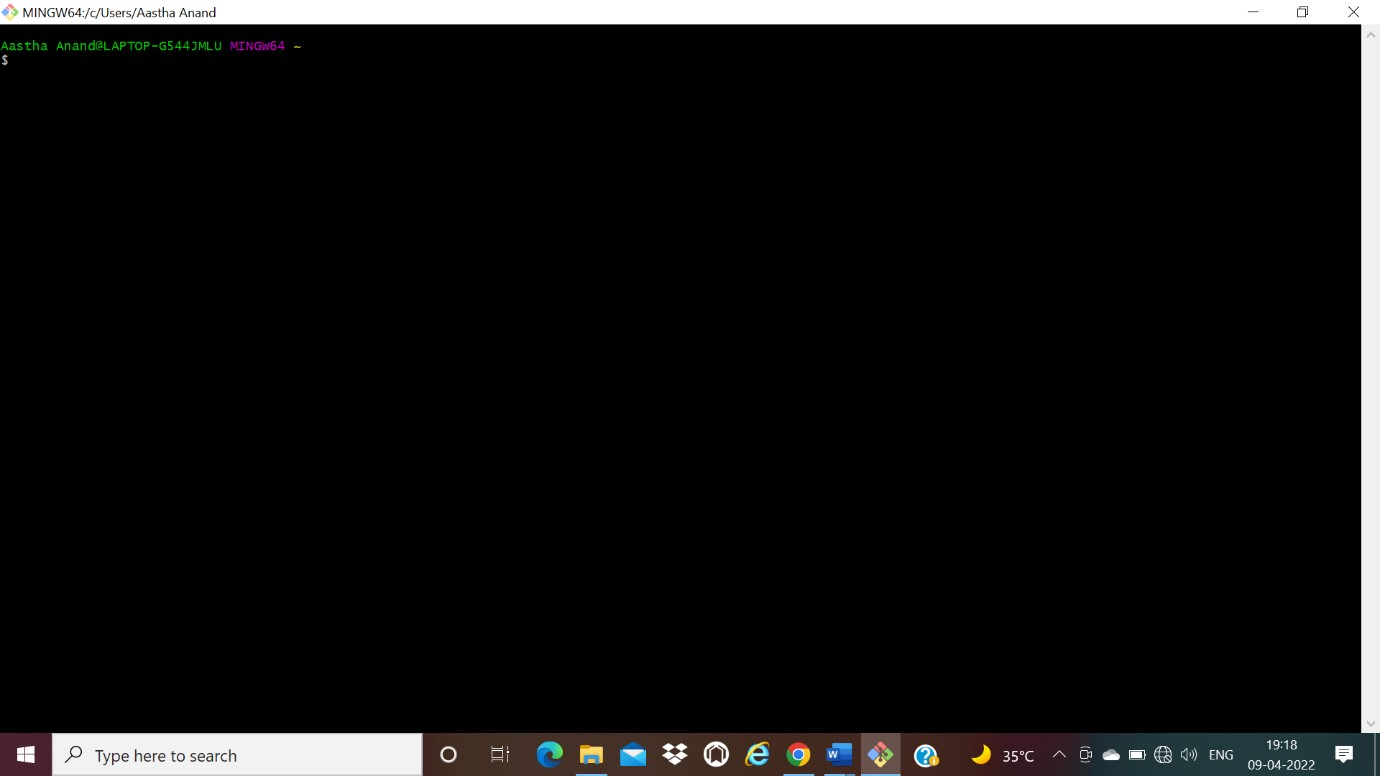 MINGW64:/c/Users/Aastha Anand
Aastha Anand@LAPTOP-G544JMLU MINGW64 ~
$
Type here to search
35°C
ENG
19:18
09-04-2022